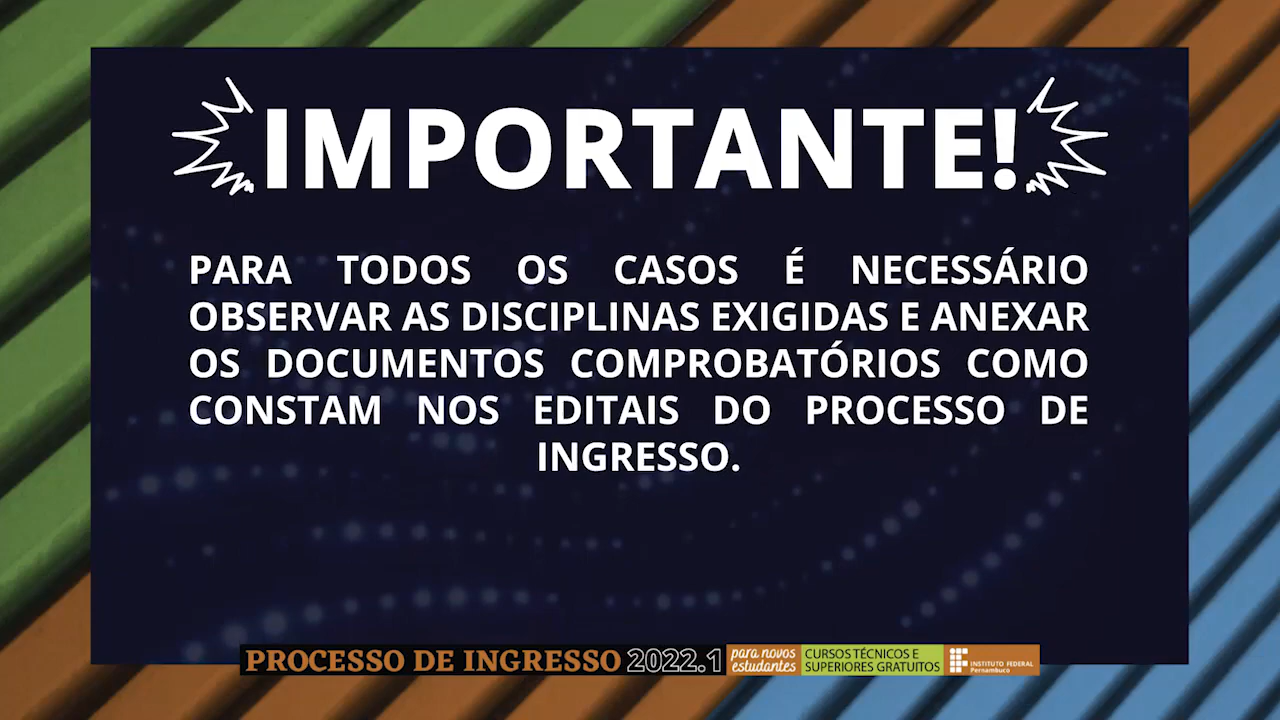 IMPORTANTE!
PARA TODOS OS CASOS É NECESSÁRIO
OBSERVAR AS DISCIPLINAS EXIGIDAS E ANEXAR
OS DOCUMENTOS COMPROBATÓRIOS COMO
CONSTAM NOS EDITAIS DO PROCESSO DE
INGRESSO.
PROCESSO DE INGRESSO 2022.1
para novos
estudantes
CURSOS TÉCNICOS E
SUPERIORES GRATUITOS
INSTITUTO FEDERAL
Pernambuco